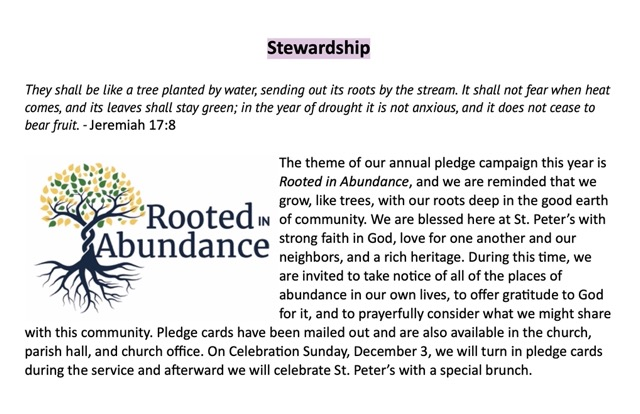 Stewardship
They shall be like a tree planted by water, sending out its roots by the stream. It shall not fear when heat
comes, and its leaves shall stay green; in the year of drought it is not anxious, and it does not cease to
bear fruit. - Jeremiah 17:8
Rooted IN
Abundance
The theme of our annual pledge campaign this year is
Rooted in Abundance, and we are reminded that we
grow, like trees, with our roots deep in the good earth
of community. We are blessed here at St. Peter’s with
strong faith in God, love for one another and our
neighbors, and a rich heritage. During this time, we
are invited to take notice of all of the places of
abundance in our own lives, to offer gratitude to God
for it, and to prayerfully consider what we might share
with this community. Pledge cards have been mailed out and are also available in the church,
parish hall, and church office. On Celebration Sunday, December 3, we will turn in pledge cards
during the service and afterward we will celebrate St. Peter’s with a special brunch.